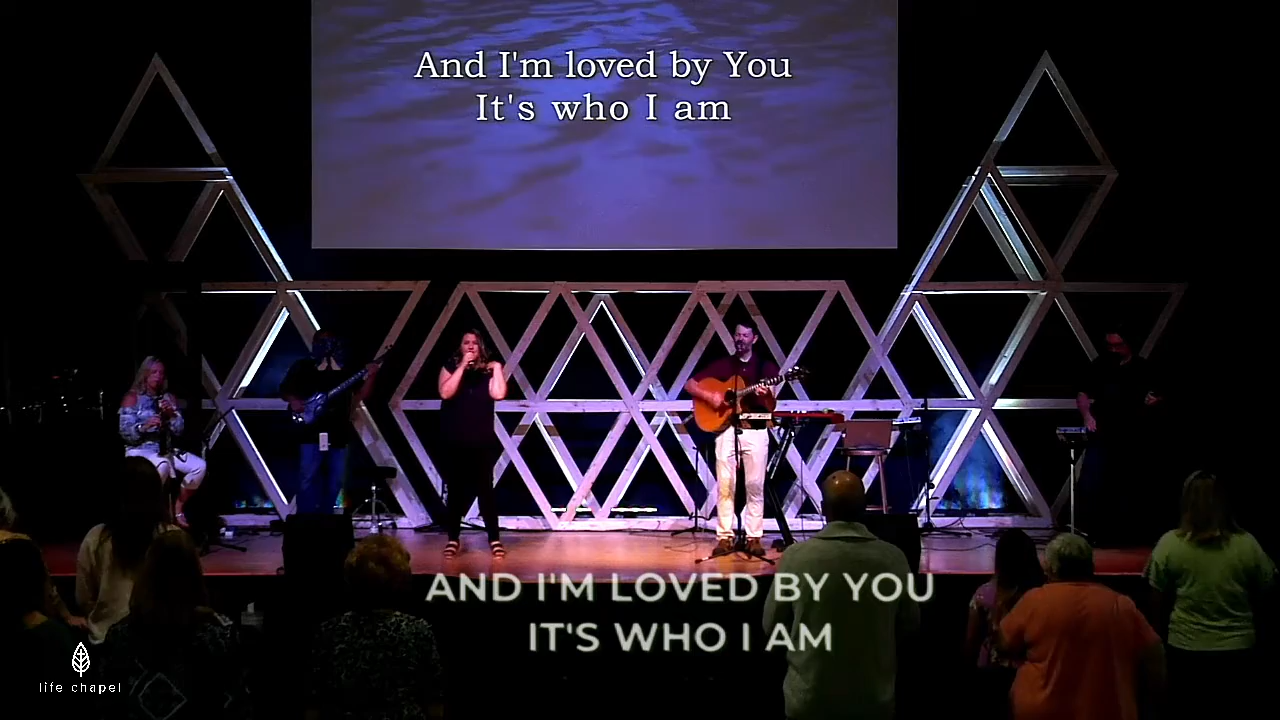 And I'm loved by You
It's who I am
AND I'M LOVED BY YOU
IT'S WHO I AM
life chapel